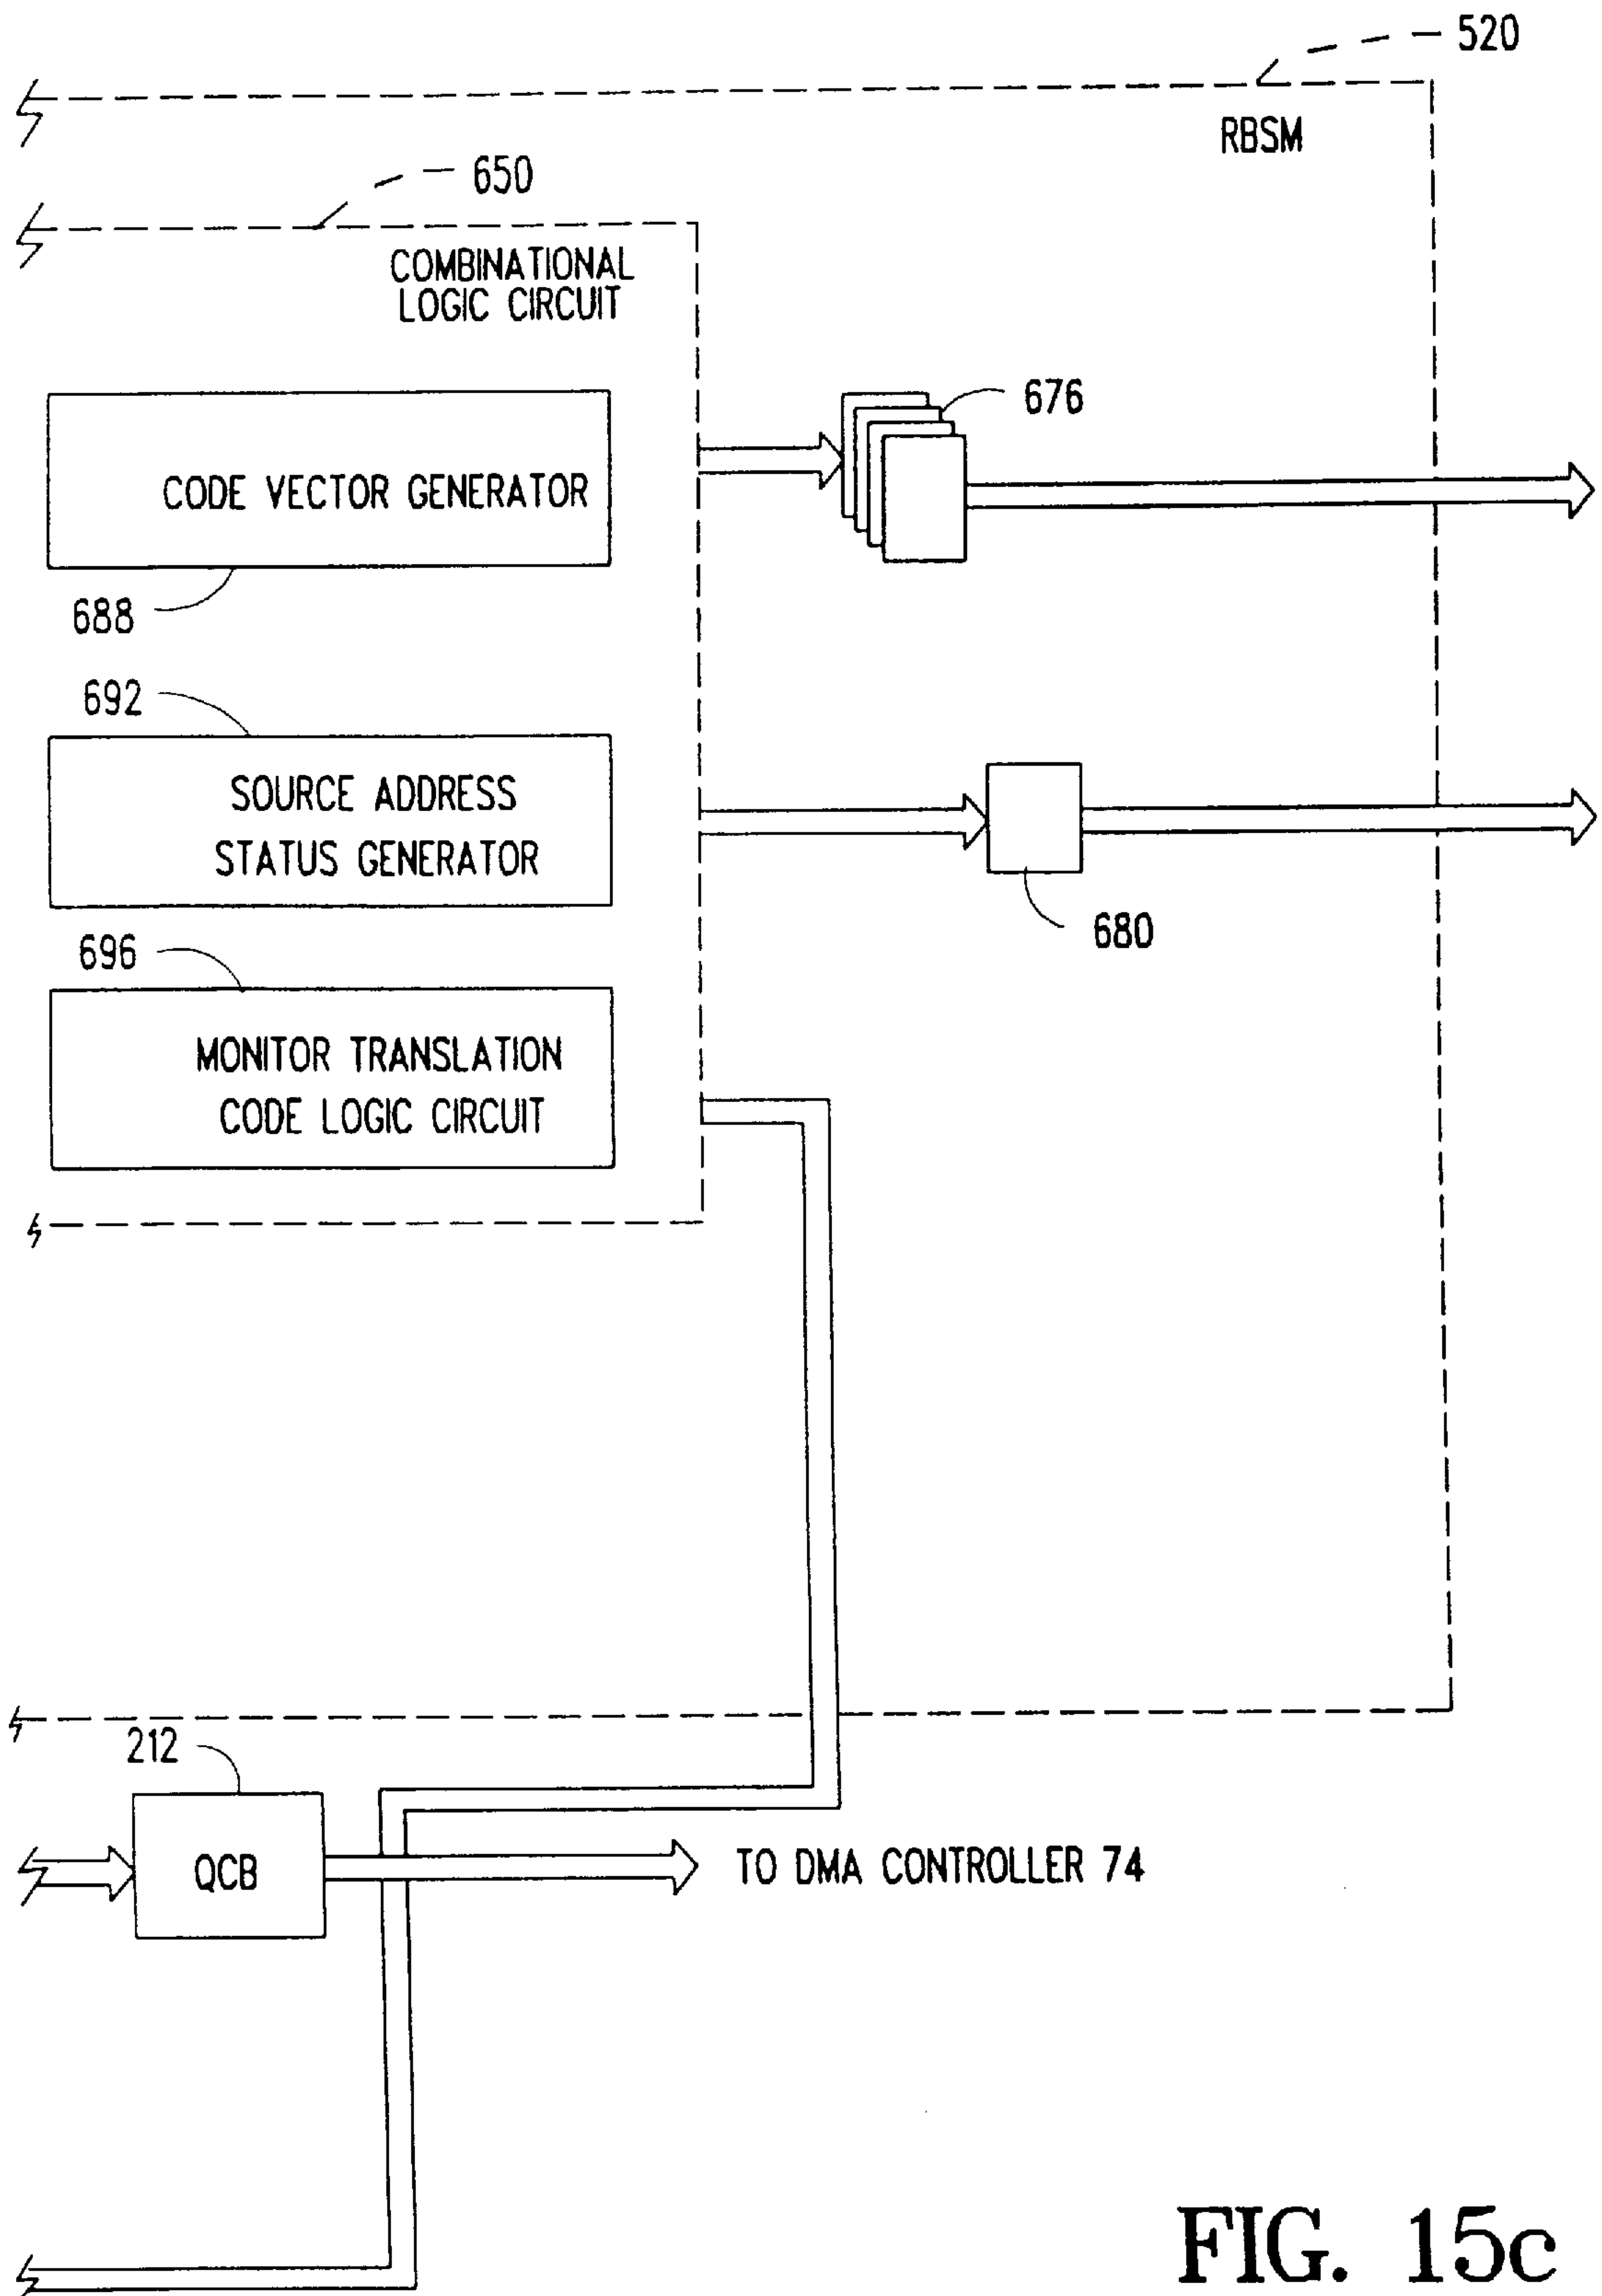 520
RBSM
650
COMBINATIONAL
LOGIC CIRCUIT
676
CODE VECTOR GENERATOR
688
692
SOURCE ADDRESS
STATUS GENERATOR
680
696
MONITOR TRANSLATION
CODE LOGIC CIRCUIT
212
QCB
TO DMA CONTROLLER 74
FIG. 15c